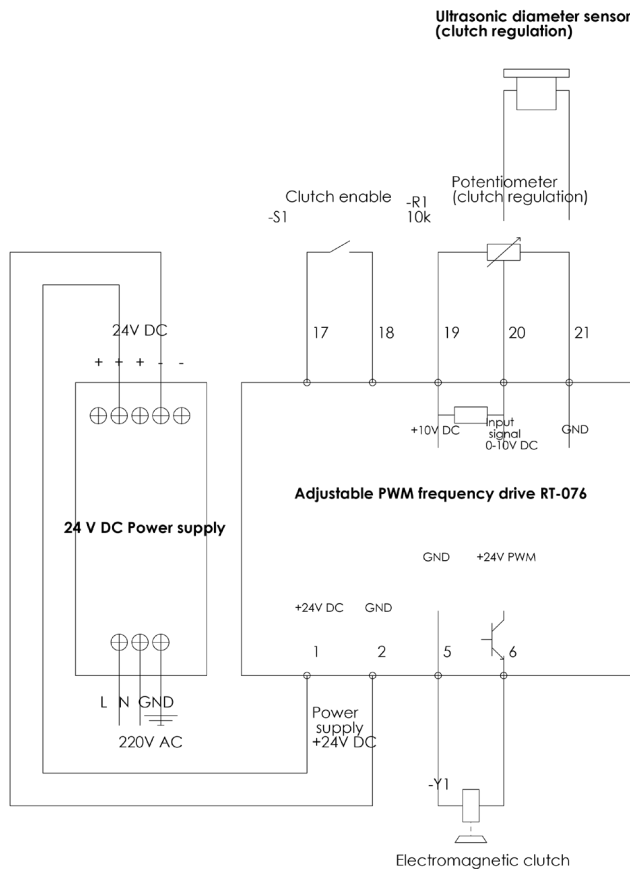 Ultrasonic diameter sensor
(clutch regulation)
Potentiometer
(clutch regulation)
Clutch enable
-S1
-R1
10k
17
18
19
20
21
24V DC
+ + + - -
+10V DC
Input
signal
0-10V DC
GND
Adjustable PWM frequency drive RT-076
24 V DC Power supply
GND
+24V PWM
+24V DC
GND
1
2
5
6
L N GND
220V AC
Power
supply
+24V DC
-Y1
Electromagnetic clutch